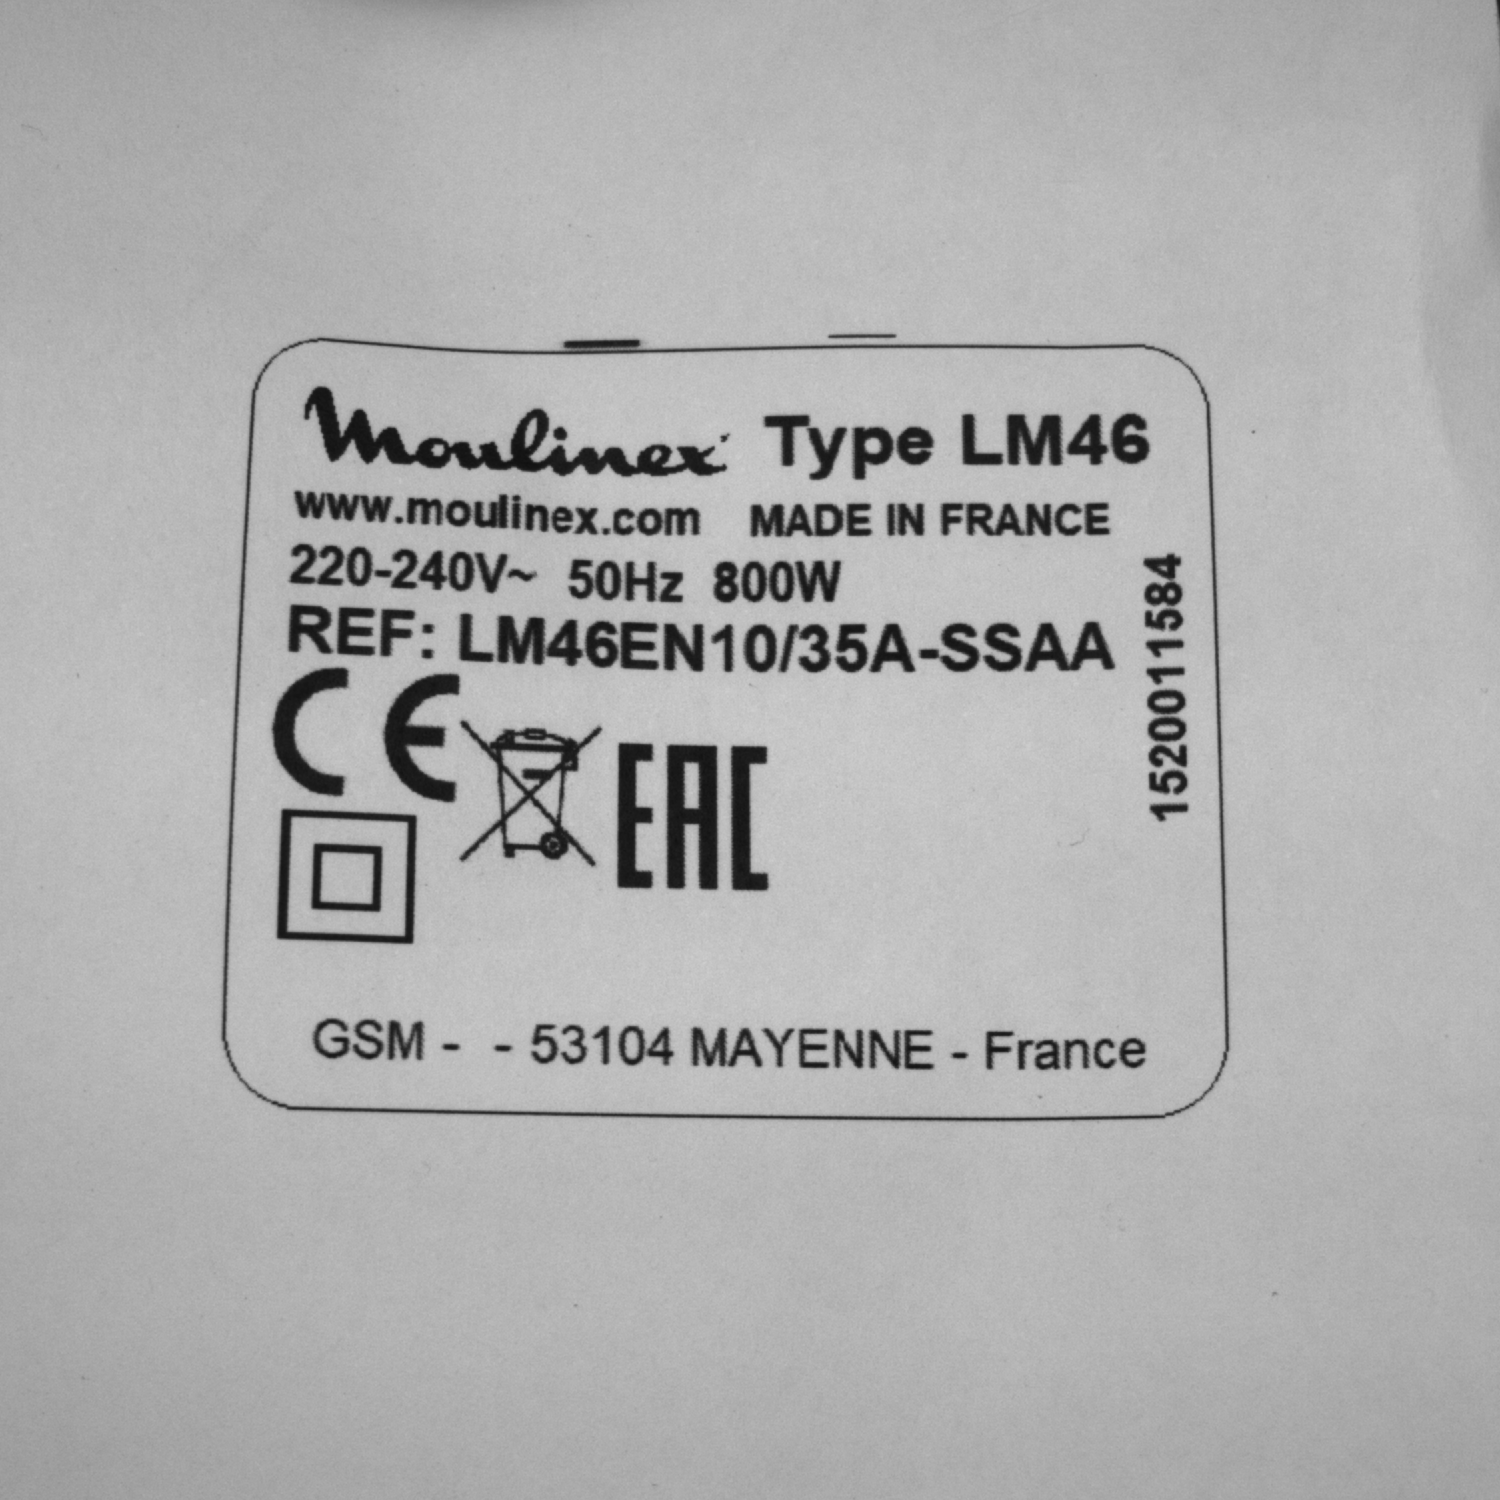 Moulinex Type LM46
www.moulinex.com MADE IN FRANCE
220-240V~ 50Hz 800W
REF: LM46EN10/35A-SSAA
1520011584
CE
EAC
GSM - - 53104 MAYENNE - France